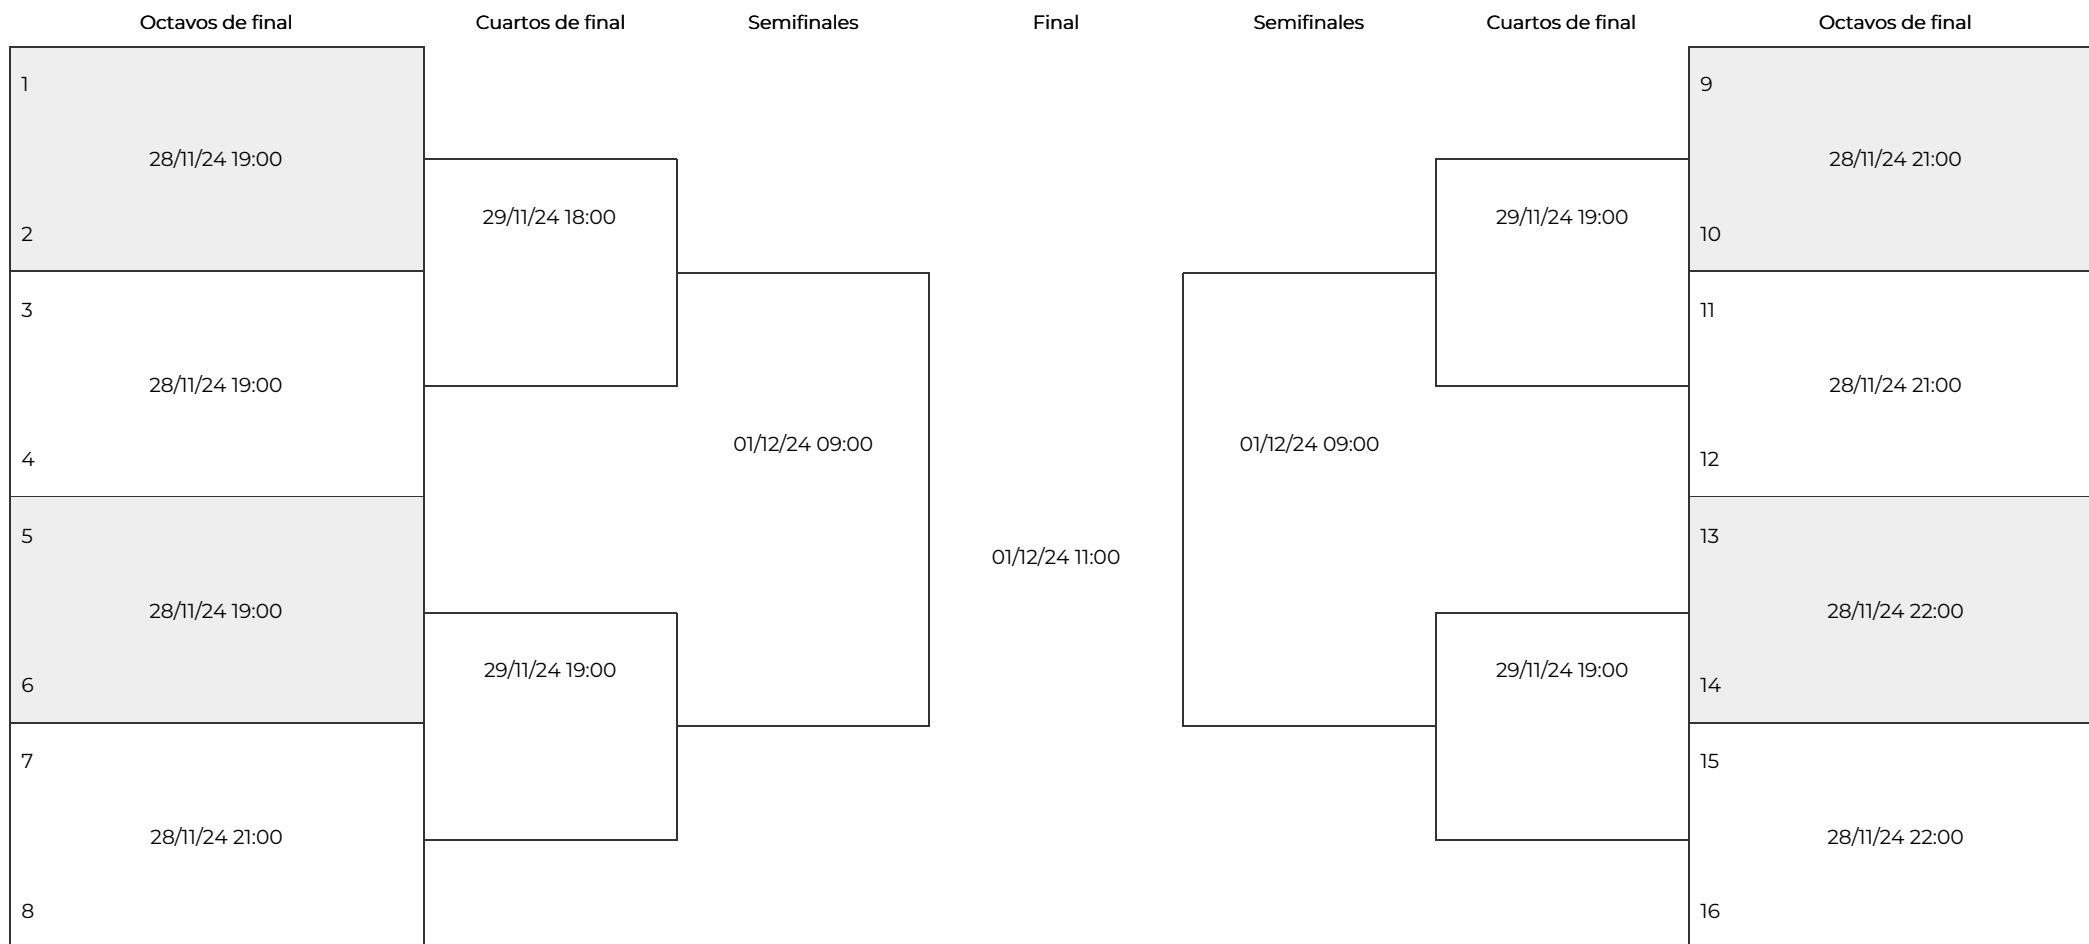 Octavos de final Cuartos de final Semifinales Final Semifinales Cuartos de final Octavos de final
1 9
28/11/24 19:00 28/11/24 21:00
29/11/24 18:00 29/11/24 19:00
2 10
3 11
28/11/24 19:00 28/11/24 21:00
01/12/24 09:00 01/12/24 09:00
4 12
5 13
01/12/24 11:00
28/11/24 19:00 28/11/24 22:00
29/11/24 19:00 29/11/24 19:00
6 14
7 15
28/11/24 21:00 28/11/24 22:00
8 16